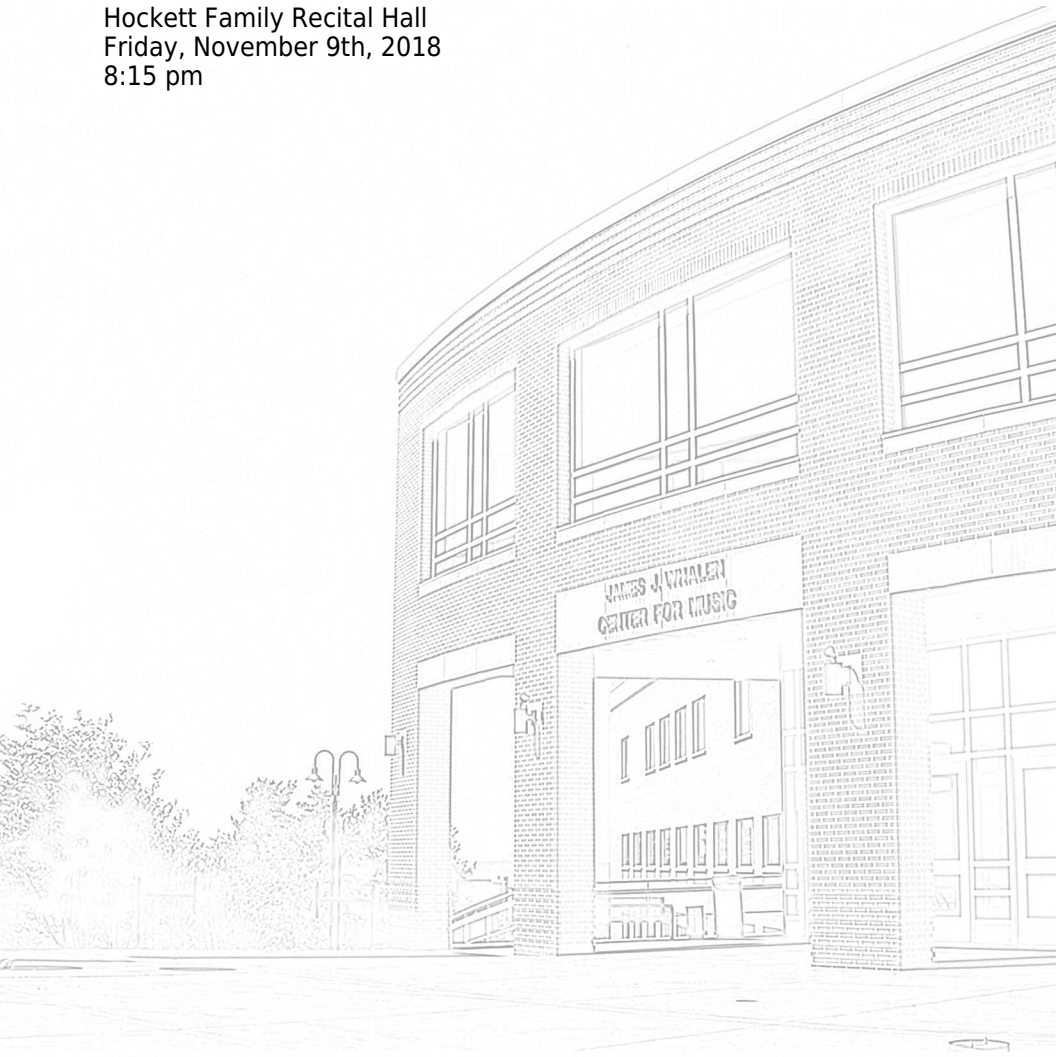 Hockett Family Recital Hall
Friday, November 9th, 2018
8:15 pm
JAMES J. WHALEN
CENTER FOR MUSIC